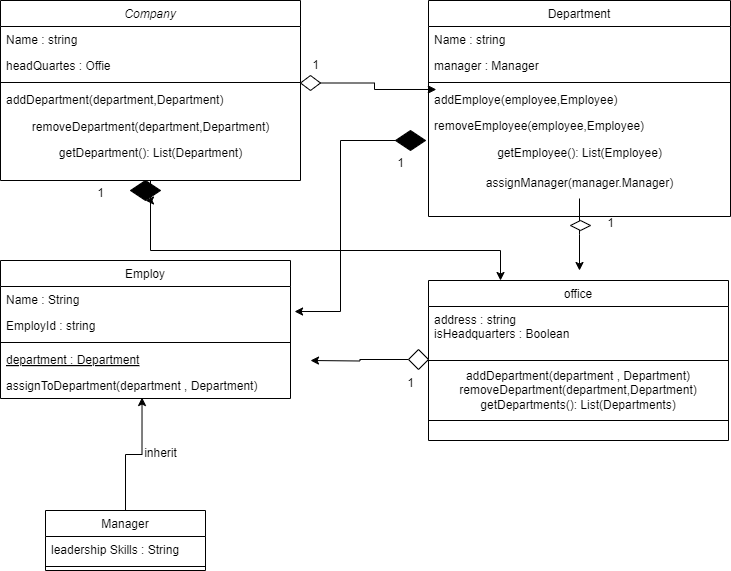 Company
Name : string
headQuartes : Offie
addDepartment(department,Department)
removeDepartment(department,Department)
getDepartment(): List(Department)
1
1
Department
Name : string
manager : Manager
addEmploye(employee,Employee)
removeEmployee(employee,Employee)
getEmployee(): List(Employee)
assignManager(manager.Manager)
1
1
Employ
Name : String
EmployId : string
department : Department
assignToDepartment(department , Department)
office
address : string
isHeadquarters : Boolean
addDepartment(department , Department)
removeDepartment(department,Department)
getDepartments(): List(Departments)
1
inherit
Manager
leadership Skills : String